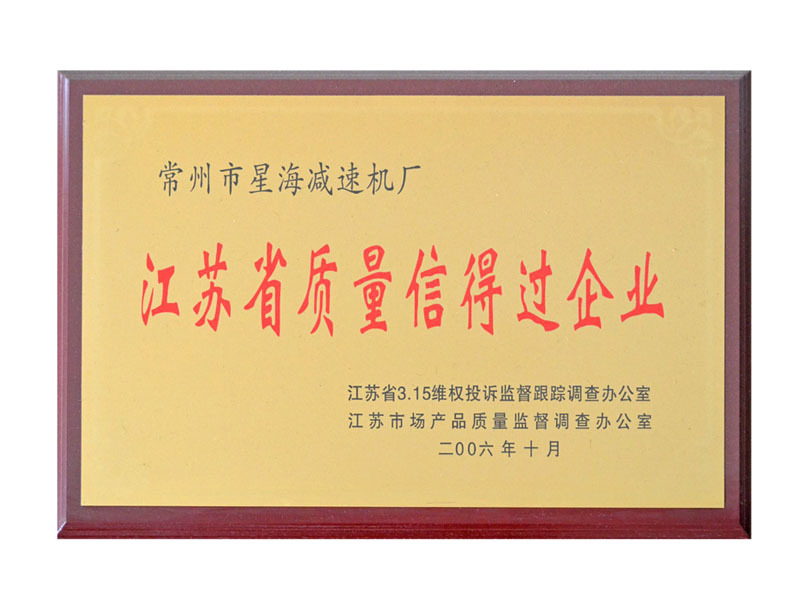 常州市星海减速机厂
江苏省质量信得过企业
江苏省3.15维权投诉监督跟踪调查办公室
江苏市场产品质量监督调查办公室
二00六年十月